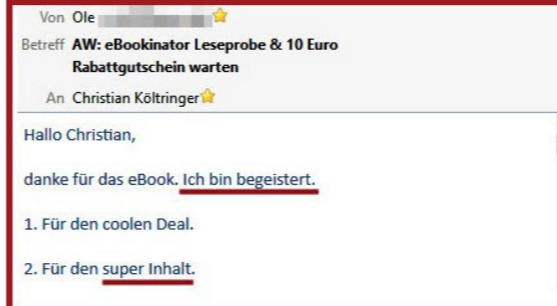 Von Ole
Betreff AW: eBookinator Leseprobe & 10 Euro
Rabattgutschein warten
An Christian Költringer
Hallo Christian,
danke für das eBook. Ich bin begeistert.
1. Für den coolen Deal.
2. Für den super Inhalt.